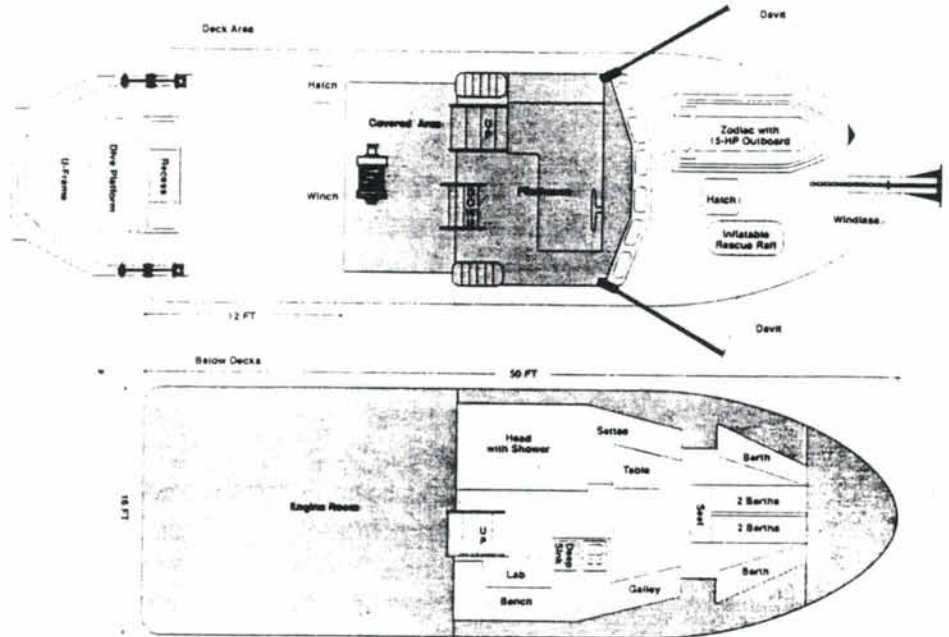 Davit
Deck Area
Hatch
Covered Area
UP
Zodiac with
15-HP Outboard
U-Frame
Dive Platform
Recess
Winch
Hatch
Windlass
Inflatable
Rescue Raft
12 FT
Davit
Below Decks
50 FT
Head
with Shower
Settee
Berth
Table
2 Berths
Engine Room
16 FT
UP
Deep
Sink
Seat
2 Berths
Lab
Bench
Galley
Berth